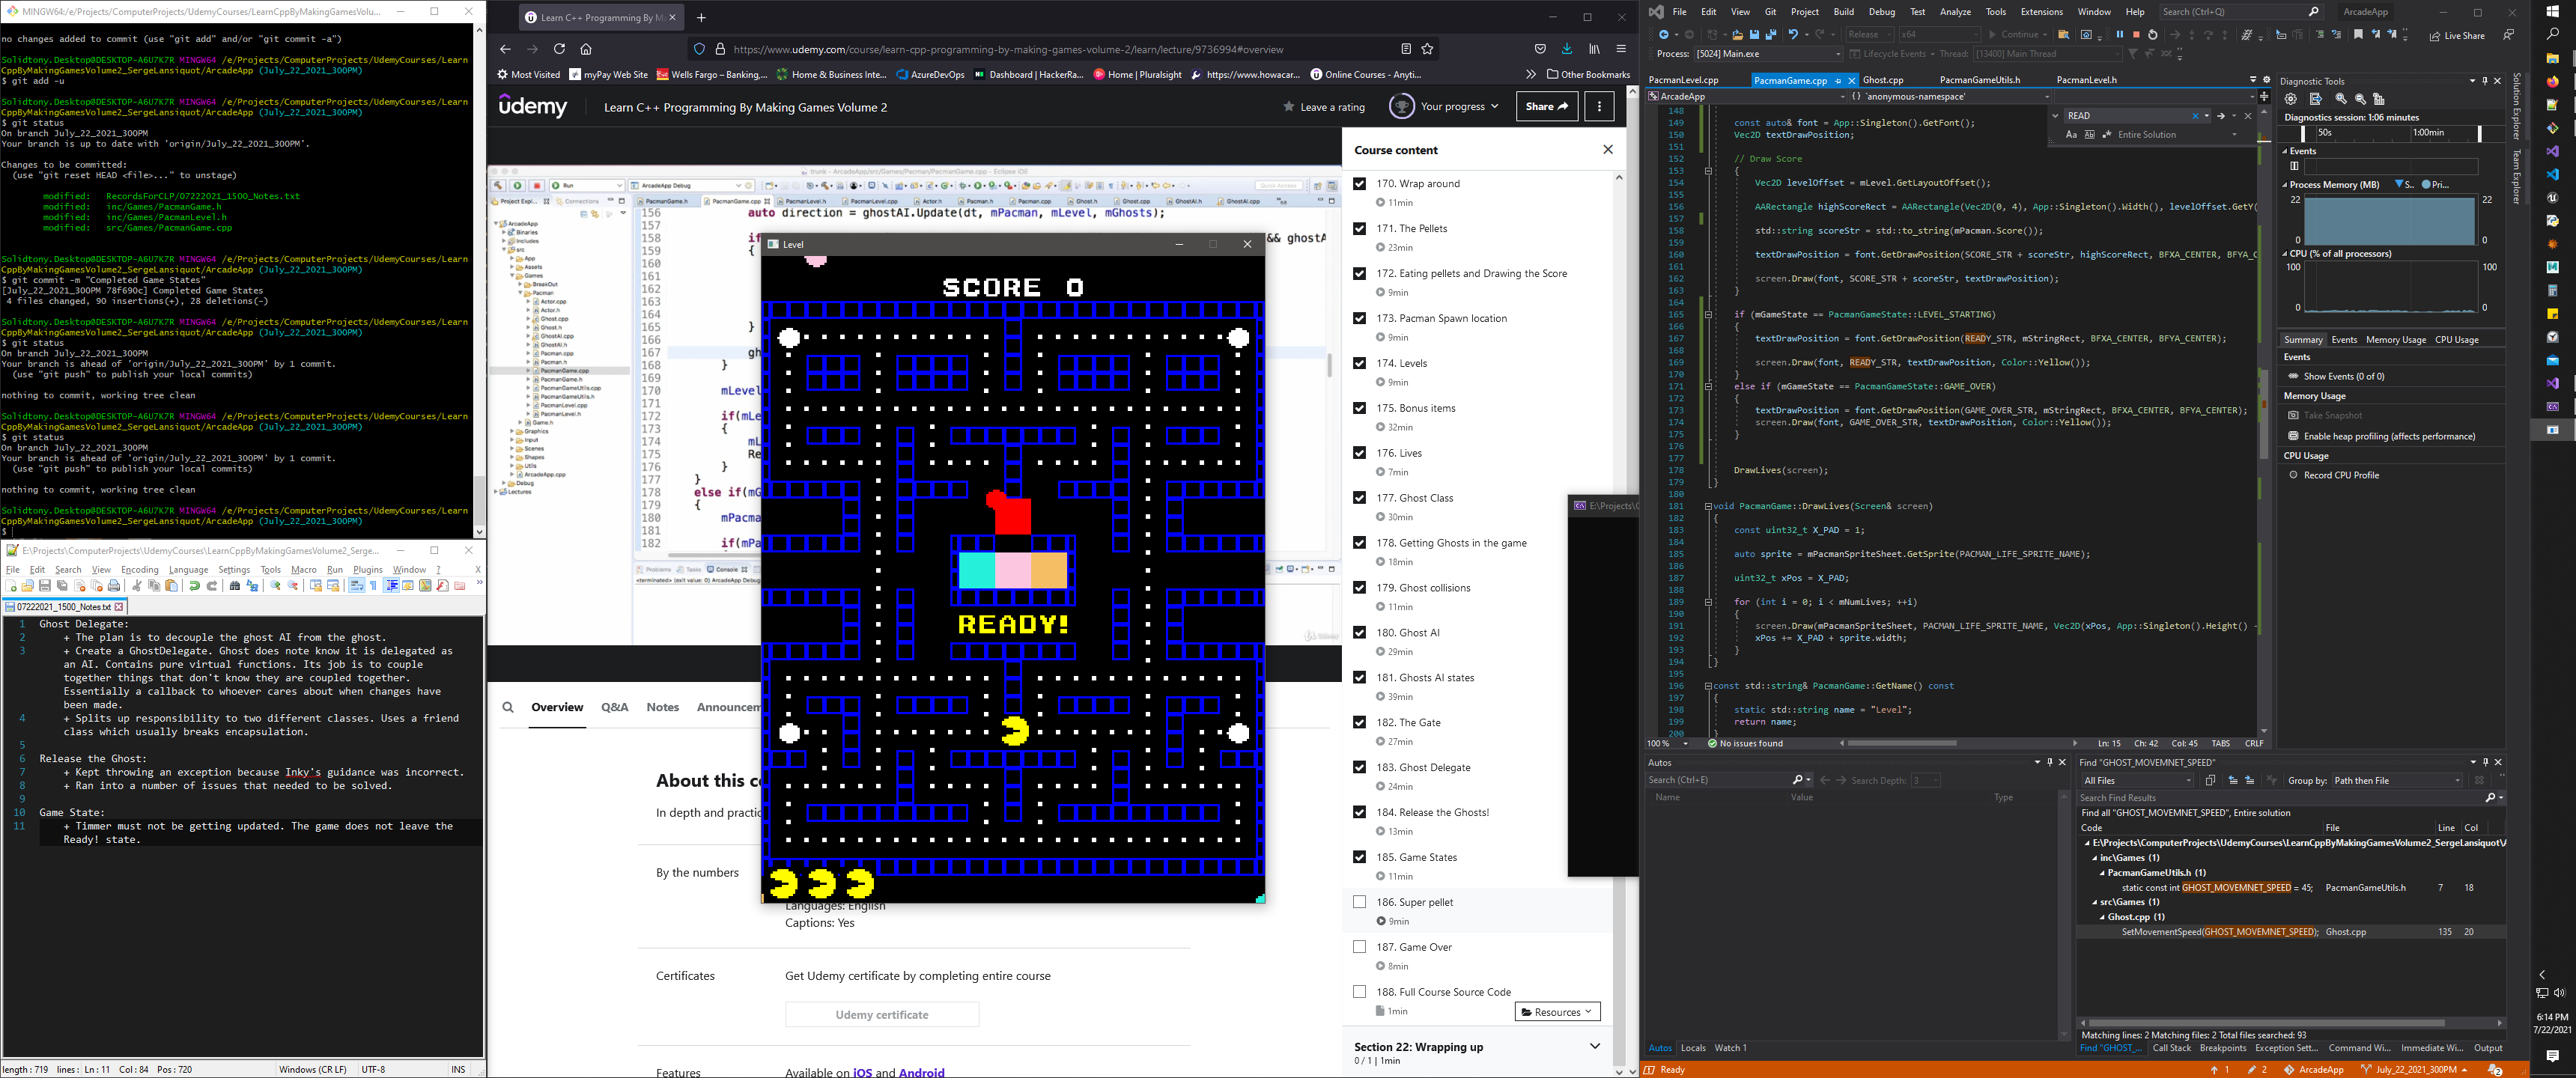 MINGW64:/e/Projects/ComputerProjects/UdemyCourses/LearnCppByMakingGamesVolu...
no changes added to commit (use "git add" and/or "git commit -a")
Solidtony.Desktop@DESKTOP-A6U7K7R MINGW64 /e/Projects/ComputerProjects/UdemyCourses/Learn
CppByMakingGamesVolume2_SergeLansiquot/ArcadeApp (July_22_2021_300PM)
$ git add -u
Solidtony.Desktop@DESKTOP-A6U7K7R MINGW64 /e/Projects/ComputerProjects/UdemyCourses/Learn
CppByMakingGamesVolume2_SergeLansiquot/ArcadeApp (July_22_2021_300PM)
$ git status
On branch July_22_2021_300PM
Your branch is up to date with 'origin/July_22_2021_300PM'.
Changes to be committed:
(use "git reset HEAD <file>..." to unstage)
modified: RecordsForCLP/07222021_1500_Notes.txt
modified: inc/Games/PacmanGame.h
modified: inc/Games/PacmanLevel.h
modified: src/Games/PacmanGame.cpp
Solidtony.Desktop@DESKTOP-A6U7K7R MINGW64 /e/Projects/ComputerProjects/UdemyCourses/Learn
CppByMakingGamesVolume2_SergeLansiquot/ArcadeApp (July_22_2021_300PM)
$ git commit -m "Completed Game States"
[July_22_2021_300PM 78f690c] Completed Game States
4 files changed, 90 insertions(+), 28 deletions(-)
Solidtony.Desktop@DESKTOP-A6U7K7R MINGW64 /e/Projects/ComputerProjects/UdemyCourses/Learn
CppByMakingGamesVolume2_SergeLansiquot/ArcadeApp (July_22_2021_300PM)
$ git status
On branch July_22_2021_300PM
Your branch is ahead of 'origin/July_22_2021_300PM' by 1 commit.
(use "git push" to publish your local commits)
nothing to commit, working tree clean
Solidtony.Desktop@DESKTOP-A6U7K7R MINGW64 /e/Projects/ComputerProjects/UdemyCourses/Learn
CppByMakingGamesVolume2_SergeLansiquot/ArcadeApp (July_22_2021_300PM)
$ git status
On branch July_22_2021_300PM
Your branch is ahead of 'origin/July_22_2021_300PM' by 1 commit.
(use "git push" to publish your local commits)
nothing to commit, working tree clean
Solidtony.Desktop@DESKTOP-A6U7K7R MINGW64 /e/Projects/ComputerProjects/UdemyCourses/Learn
CppByMakingGamesVolume2_SergeLansiquot/ArcadeApp (July_22_2021_300PM)
$
E:\Projects\ComputerProjects\UdemyCourses\LearnCppByMakingGamesVolume2_Serge...
File Edit Search View Encoding Language Settings Tools Macro Run Plugins Window ?
07222021_1500_Notes.txt
1 Ghost Delegate:
2 + The plan is to decouple the ghost AI from the ghost.
3 + Create a GhostDelegate. Ghost does note know it is delegated as
an AI. Contains pure virtual functions. Its job is to couple
together things that don't know they are coupled together.
Essentially a callback to whoever cares about when changes have
been made.
4 + Splits up responsibility to two different classes. Uses a friend
class which usually breaks encapsulation.
5
6 Release the Ghost:
7 + Kept throwing an exception because Inky's guidance was incorrect.
8 + Ran into a number of issues that needed to be solved.
9
10 Game State:
11 + Timmer must not be getting updated. The game does not leave the
Ready! state.
length : 719 lines : Ln : 11 Col : 84 Pos : 720 Windows (CR LF) UTF-8 INS
Learn C++ Programming By M
https://www.udemy.com/course/learn-cpp-programming-by-making-games-volume-2/learn/lecture/9736994#overview
Most Visited myPay Web Site Wells Fargo – Banking,... Home & Business Inte... AzureDevOps Dashboard | HackerRa... Home | Pluralsight https://www.howacar... Online Courses - Anyti... Other Bookmarks
ûdemy Learn C++ Programming By Making Games Volume 2 Leave a rating Your progress Share
trunk - ArcadeApp/src/Games/Pacman/PacmanGame.cpp - Eclipse IDE
Run ArcadeApp Debug
156 auto direction = ghostAI.Update(dt, mPacman, mLevel, mGhosts);
Level
SCORE 0
READY!
Overview Q&A Notes Announcem
About this c
In depth and practic
By the numbers
Languages: English
Captions: Yes
Certificates Get Udemy certificate by completing entire course
Udemy certificate
Features Available on iOS and Android
Course content
170. Wrap around
11min
171. The Pellets
23min
172. Eating pellets and Drawing the Score
9min
173. Pacman Spawn location
9min
174. Levels
9min
175. Bonus items
32min
176. Lives
7min
177. Ghost Class
30min
178. Getting Ghosts in the game
18min
179. Ghost collisions
11min
180. Ghost AI
29min
181. Ghosts AI states
39min
182. The Gate
27min
183. Ghost Delegate
24min
184. Release the Ghosts!
13min
185. Game States
11min
186. Super pellet
9min
187. Game Over
8min
188. Full Course Source Code
1min Resources
Section 22: Wrapping up
0 / 1 | 1min
File Edit View Git Project Build Debug Test Analyze Tools Extensions Window Help Search (Ctrl+Q) ArcadeApp
Release x64 Continue Live Share
Process: [5024] Main.exe Lifecycle Events Thread: [13400] Main Thread
PacmanLevel.cpp PacmanGame.cpp Ghost.cpp PacmanGameUtils.h PacmanLevel.h
ArcadeApp `anonymous-namespace'
READ
Entire Solution
148
149 const auto& font = App::Singleton().GetFont();
150 Vec2D textDrawPosition;
151
152 // Draw Score
153 {
154 Vec2D levelOffset = mLevel.GetLayoutOffset();
155
156 AARectangle highScoreRect = AARectangle(Vec2D(0, 4), App::Singleton().Width(), levelOffset.GetY(
157
158 std::string scoreStr = std::to_string(mPacman.Score());
159
160 textDrawPosition = font.GetDrawPosition(SCORE_STR + scoreStr, highScoreRect, BFXA_CENTER, BFYA_C
161
162 screen.Draw(font, SCORE_STR + scoreStr, textDrawPosition);
163 }
164
165 if (mGameState == PacmanGameState::LEVEL_STARTING)
166 {
167 textDrawPosition = font.GetDrawPosition(READY_STR, mStringRect, BFXA_CENTER, BFYA_CENTER);
168
169 screen.Draw(font, READY_STR, textDrawPosition, Color::Yellow());
170 }
171 else if (mGameState == PacmanGameState::GAME_OVER)
172 {
173 textDrawPosition = font.GetDrawPosition(GAME_OVER_STR, mStringRect, BFXA_CENTER, BFYA_CENTER);
174 screen.Draw(font, GAME_OVER_STR, textDrawPosition, Color::Yellow());
175 }
176
177
178 DrawLives(screen);
179 }
180
181 void PacmanGame::DrawLives(Screen& screen)
182 {
183 const uint32_t X_PAD = 1;
184
185 auto sprite = mPacmanSpriteSheet.GetSprite(PACMAN_LIFE_SPRITE_NAME);
186
187 uint32_t xPos = X_PAD;
188
189 for (int i = 0; i < mNumLives; ++i)
190 {
191 screen.Draw(mPacmanSpriteSheet, PACMAN_LIFE_SPRITE_NAME, Vec2D(xPos, App::Singleton().Height() -
192 xPos += X_PAD + sprite.width;
193 }
194 }
195
196 const std::string& PacmanGame::GetName() const
197 {
198 static std::string name = "Level";
199 return name;
200 }
100 % No issues found Ln: 15 Ch: 42 Col: 45 TABS CRLF
Diagnostic Tools
Diagnostics session: 1:06 minutes
50s 1:00min
Events
Process Memory (MB) S.. Pri...
22 22
0 0
CPU (% of all processors)
100 100
0 0
Summary Events Memory Usage CPU Usage
Events
Show Events (0 of 0)
Memory Usage
Take Snapshot
Enable heap profiling (affects performance)
CPU Usage
Record CPU Profile
Solution Explorer
Team Explorer
Autos
Search (Ctrl+E) Search Depth: 3
Name Value Type
Autos Locals Watch 1
Find "GHOST_MOVEMNET_SPEED"
All Files Group by: Path then File
Search Find Results
Find all "GHOST_MOVEMNET_SPEED", Entire solution
Code File Line Col
E:\Projects\ComputerProjects\UdemyCourses\LearnCppByMakingGamesVolume2_SergeLansiquot\A
inc\Games (1)
PacmanGameUtils.h (1)
static const int GHOST_MOVEMNET_SPEED = 45; PacmanGameUtils.h 7 18
src\Games (1)
Ghost.cpp (1)
SetMovementSpeed(GHOST_MOVEMNET_SPEED); Ghost.cpp 135 20
Matching lines: 2 Matching files: 2 Total files searched: 93
Find "GHOST_... Call Stack Breakpoints Exception Sett... Command Wi... Immediate Wi... Output
Ready 1 2 ArcadeApp July_22_2021_300PM
6:14 PM
7/22/2021